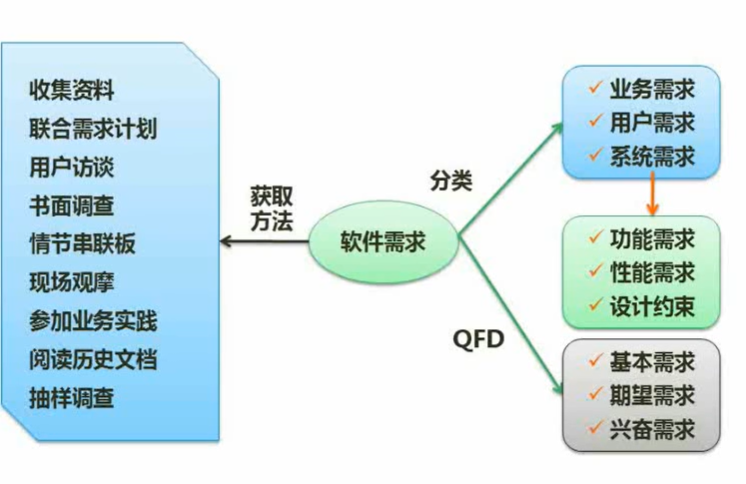 收集资料
联合需求计划
用户访谈
书面调查
情节串联板
现场观摩
参加业务实践
阅读历史文档
抽样调查
获取
方法
软件需求
分类
QFD
业务需求
用户需求
系统需求
功能需求
性能需求
设计约束
基本需求
期望需求
兴奋需求